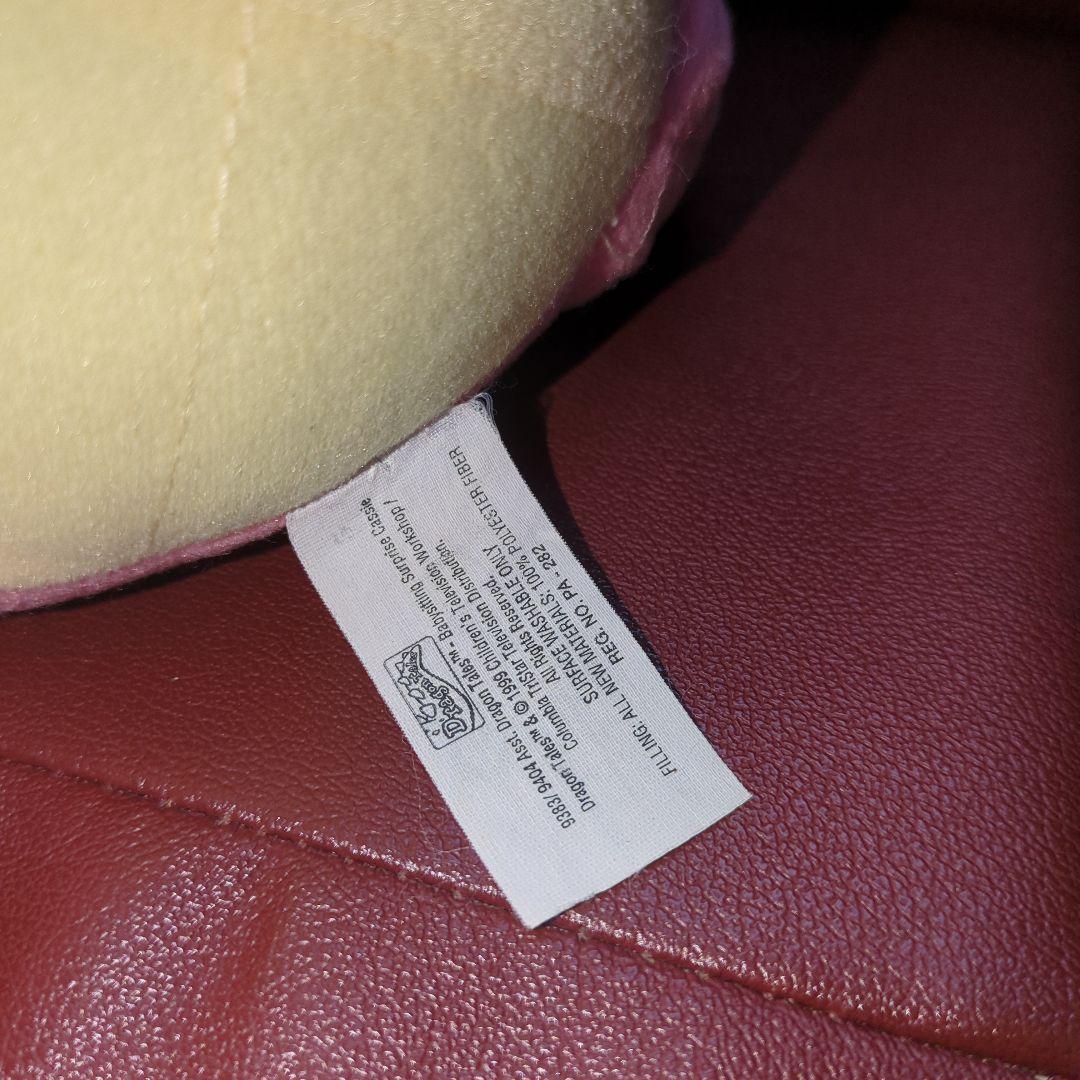 Dragon Tales
9383/ 9404 Asst. Dragon Tales™ - Babysitting Surprise Cassie
Dragon Tales™ & © 1999 Children's Television Workshop /
Columbia TriStar Television Distribution.
All Rights Reserved.
SURFACE WASHABLE ONLY
FILLING: ALL NEW MATERIALS: 100% POLYESTER FIBER
REG. NO. PA - 282